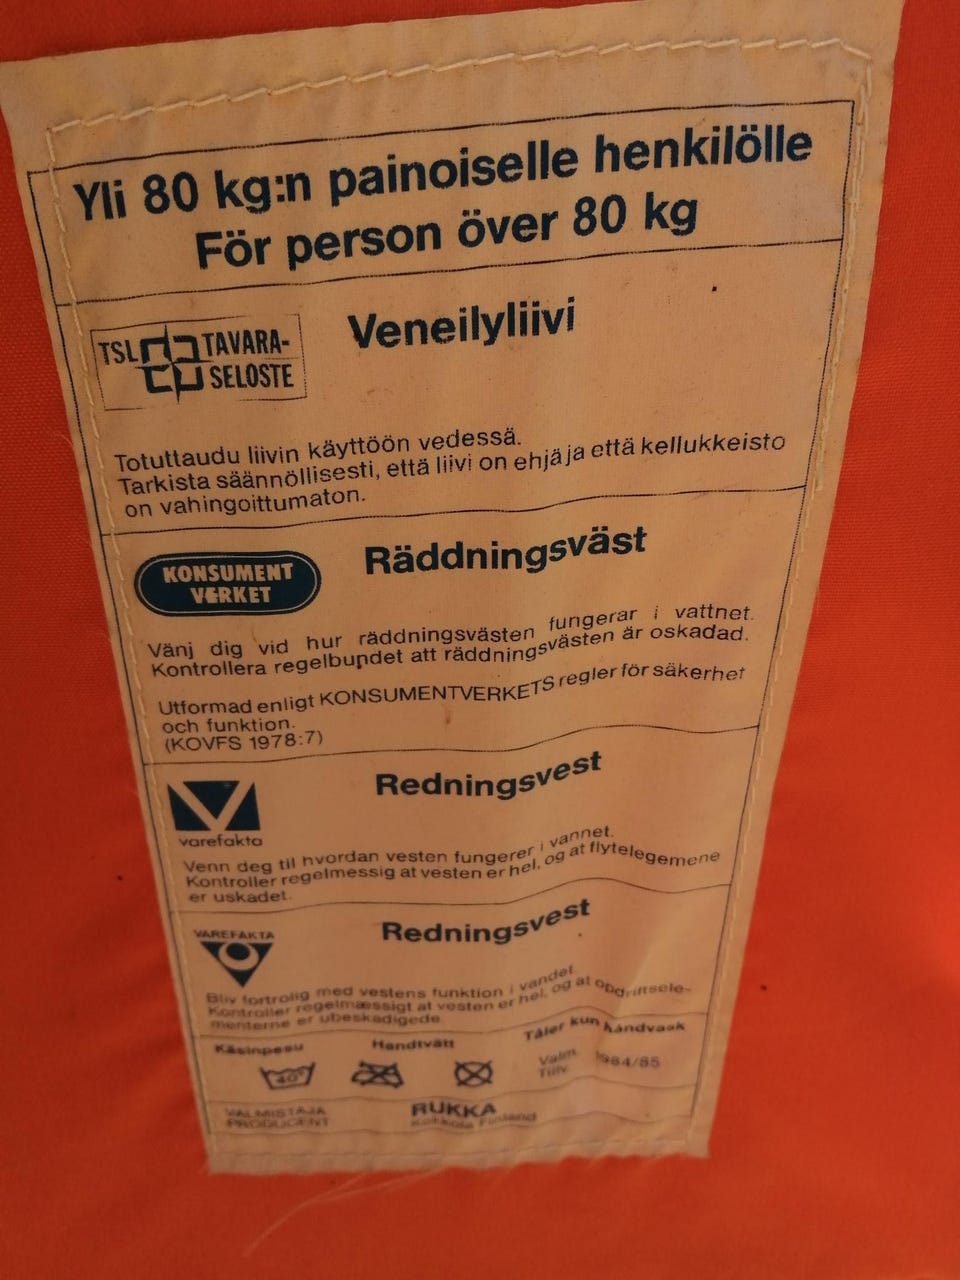 Yli 80 kg:n painoiselle henkilölle
För person över 80 kg
TSL TAVARA-
SELOSTE
Veneilyliivi
Totuttaudu liivin käyttöön vedessä.
Tarkista säännöllisesti, että liivi on ehjä ja että kellukkeisto
on vahingoittumaton.
KONSUMENT
VERKET
Räddningsväst
Vänj dig vid hur räddningsvästen fungerar i vattnet.
Kontrollera regelbundet att räddningsvästen är oskadad.
Utformad enligt KONSUMENTVERKETS regler för säkerhet
och funktion.
(KOVFS 1978:7)
varefakta
Redningsvest
Venn deg til hvordan vesten fungerer i vannet.
Kontroller regelmessig at vesten er hel, og at flytelegemene
er uskadet.
VAREFAKTA
Redningsvest
Bliv fortrolig med vestens funktion i vandet.
Kontroller regelmæssigt at vesten er hel, og at opdriftsele-
menterne er ubeskadigede.
Käsinpesu Handtvätt Tåler kun håndvask
40°
Valm. 1984/85
Tillv.
VALMISTAJA
PRODUCENT
RUKKA
Kokkola Finland